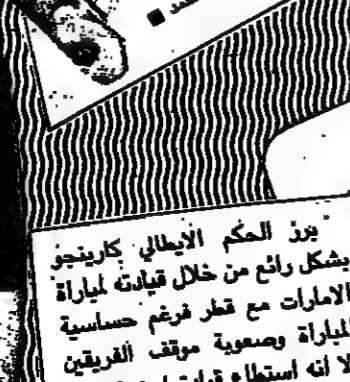 برز الحكم الايطالي كارينجو
بشكل رائع من خلال قيادته لمباراة
الامارات مع قطر فرغم حساسية
المباراة وصعوبة موقف الفريقين
الا انه استطاع